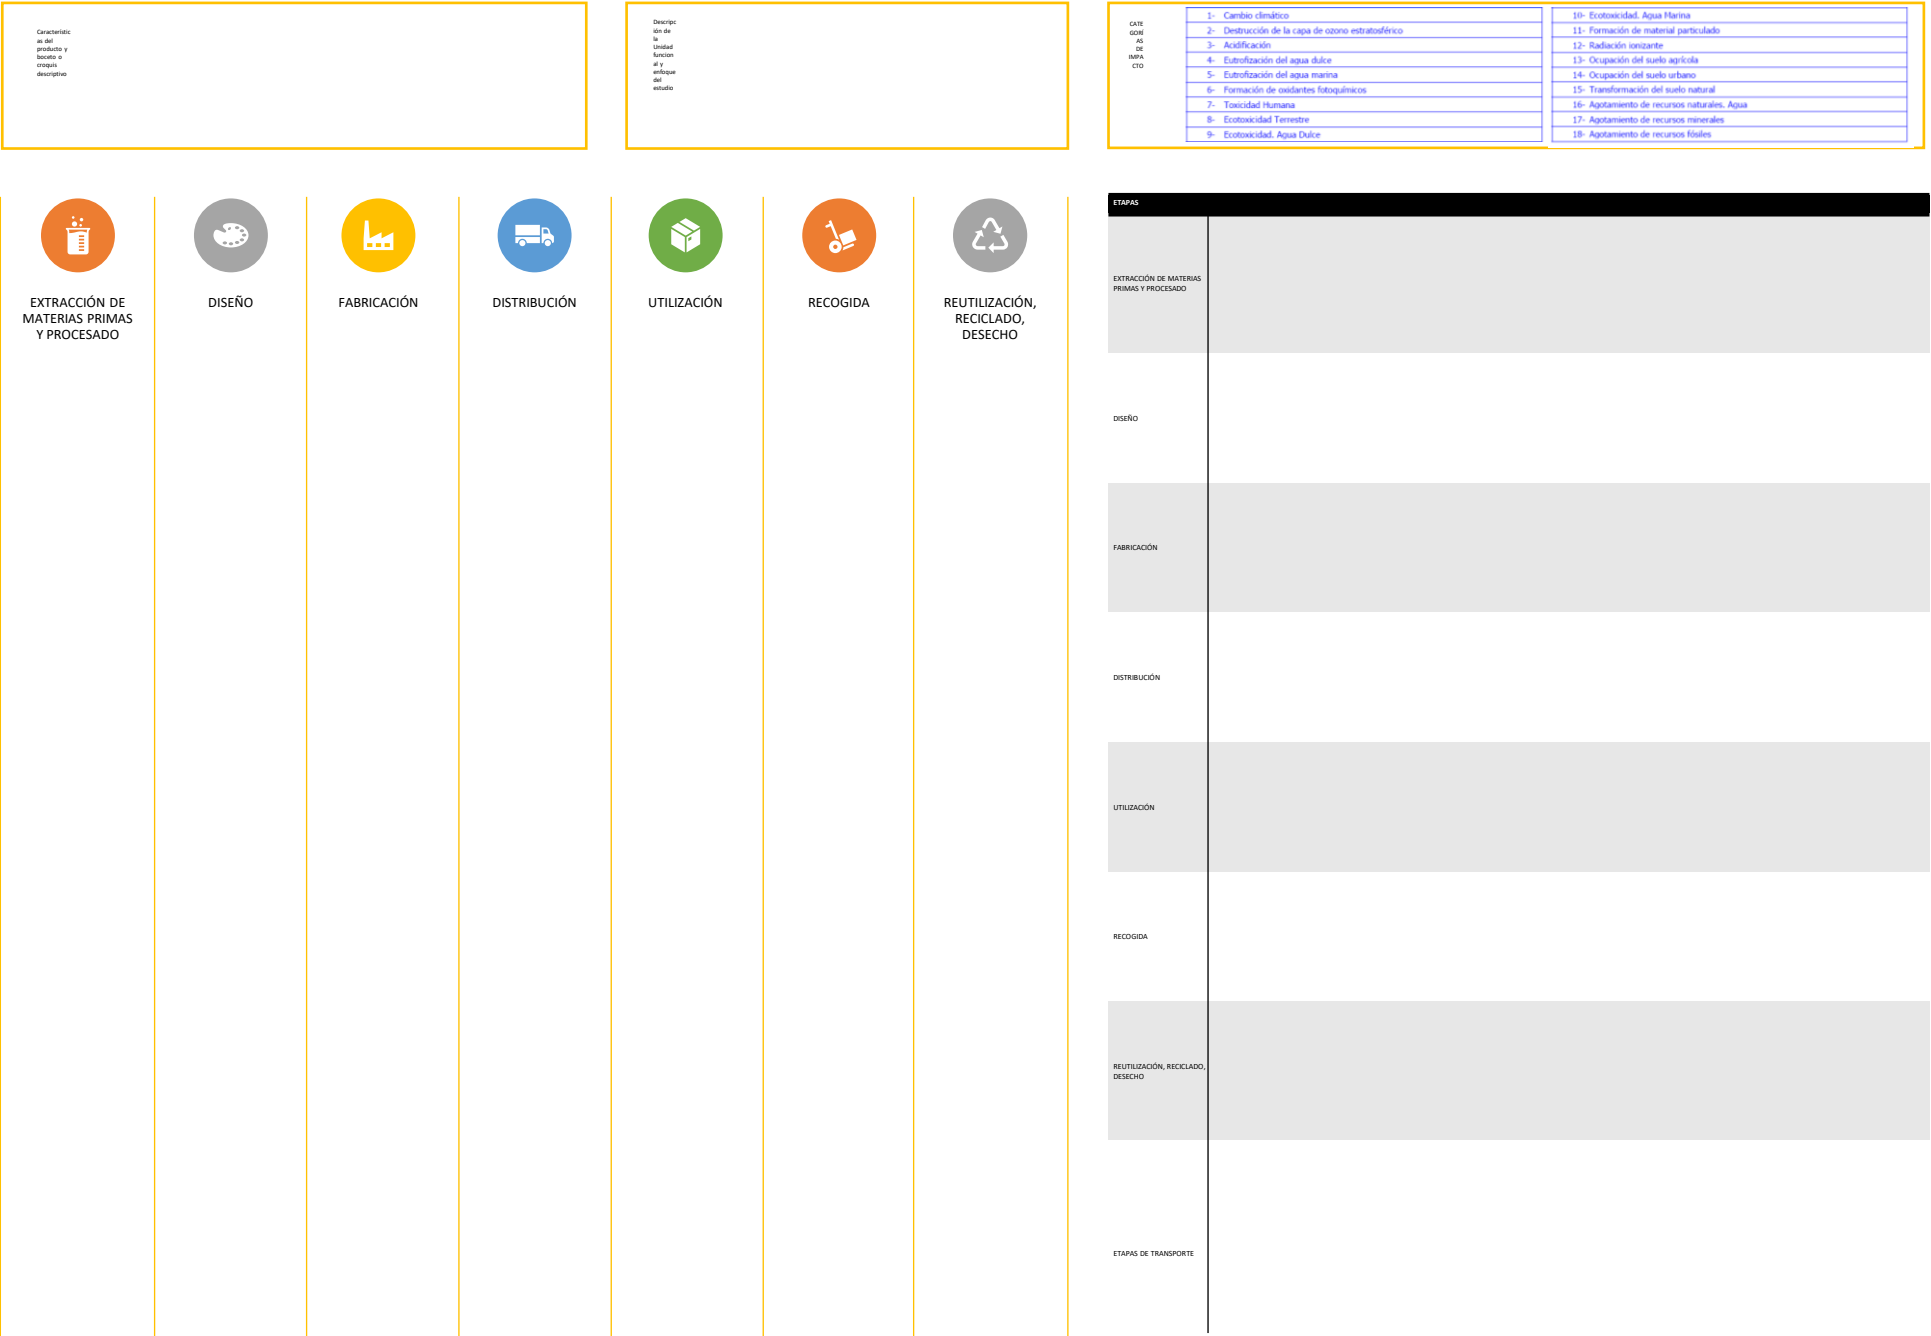 Característic
as del
producto y
boceto o
croquis
descriptivo
Descripc
ión de
la
Unidad
funcion
al y
enfoque
del
estudio
CATE
GORÍ
AS
DE
IMPA
CTO
1- Cambio climático
2- Destrucción de la capa de ozono estratosférico
3- Acidificación
4- Eutrofización del agua dulce
5- Eutrofización del agua marina
6- Formación de oxidantes fotoquímicos
7- Toxicidad Humana
8- Ecotoxicidad Terrestre
9- Ecotoxicidad. Agua Dulce
10- Ecotoxicidad. Agua Marina
11- Formación de material particulado
12- Radiación ionizante
13- Ocupación del suelo agrícola
14- Ocupación del suelo urbano
15- Transformación del suelo natural
16- Agotamiento de recursos naturales. Agua
17- Agotamiento de recursos minerales
18- Agotamiento de recursos fósiles
EXTRACCIÓN DE
MATERIAS PRIMAS
Y PROCESADO
DISEÑO
FABRICACIÓN
DISTRIBUCIÓN
UTILIZACIÓN
RECOGIDA
REUTILIZACIÓN,
RECICLADO,
DESECHO
ETAPAS
EXTRACCIÓN DE MATERIAS
PRIMAS Y PROCESADO
DISEÑO
FABRICACIÓN
DISTRIBUCIÓN
UTILIZACIÓN
RECOGIDA
REUTILIZACIÓN, RECICLADO,
DESECHO
ETAPAS DE TRANSPORTE